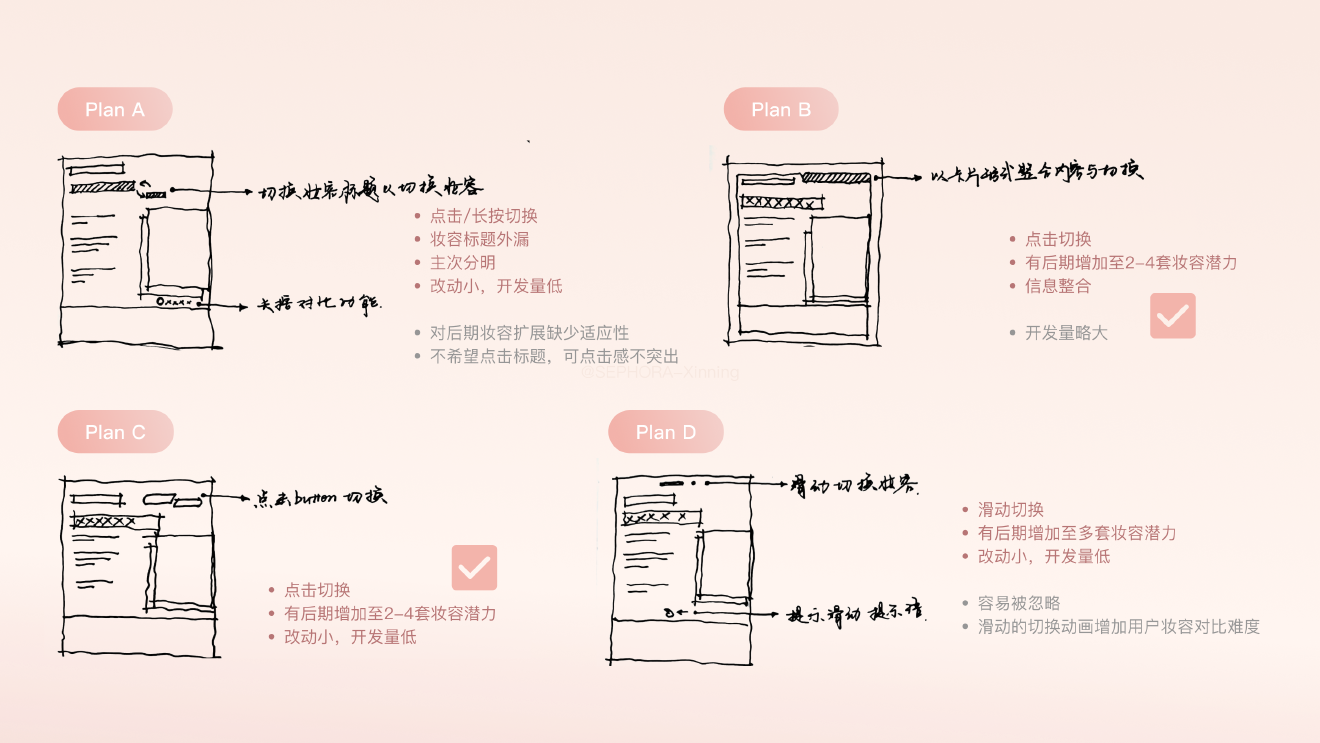 Plan A
切换妆容标题以切换妆容
点击/长按切换
妆容标题外漏
主次分明
改动小，开发量低
长按对比功能.
对后期妆容扩展缺少适应性
不希望点击标题，可点击感不突出
Plan B
以卡片形式整合内容与切换
点击切换
有后期增加至2-4套妆容潜力
信息整合
开发量略大
@SEPHORA-Xinning
Plan C
点击button切换
点击切换
有后期增加至2-4套妆容潜力
改动小，开发量低
Plan D
滑动切换妆容.
滑动切换
有后期增加至多套妆容潜力
改动小，开发量低
提示滑动提示语.
容易被忽略
滑动的切换动画增加用户妆容对比难度